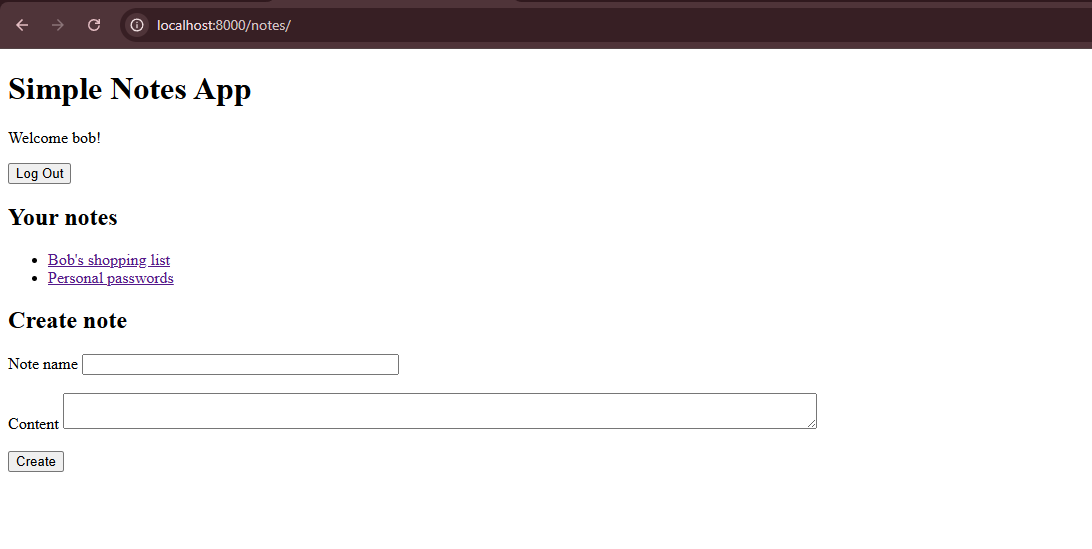 localhost:8000/notes/
Simple Notes App
Welcome bob!
Log Out
Your notes
Bob's shopping list
Personal passwords
Create note
Note name
Content
Create